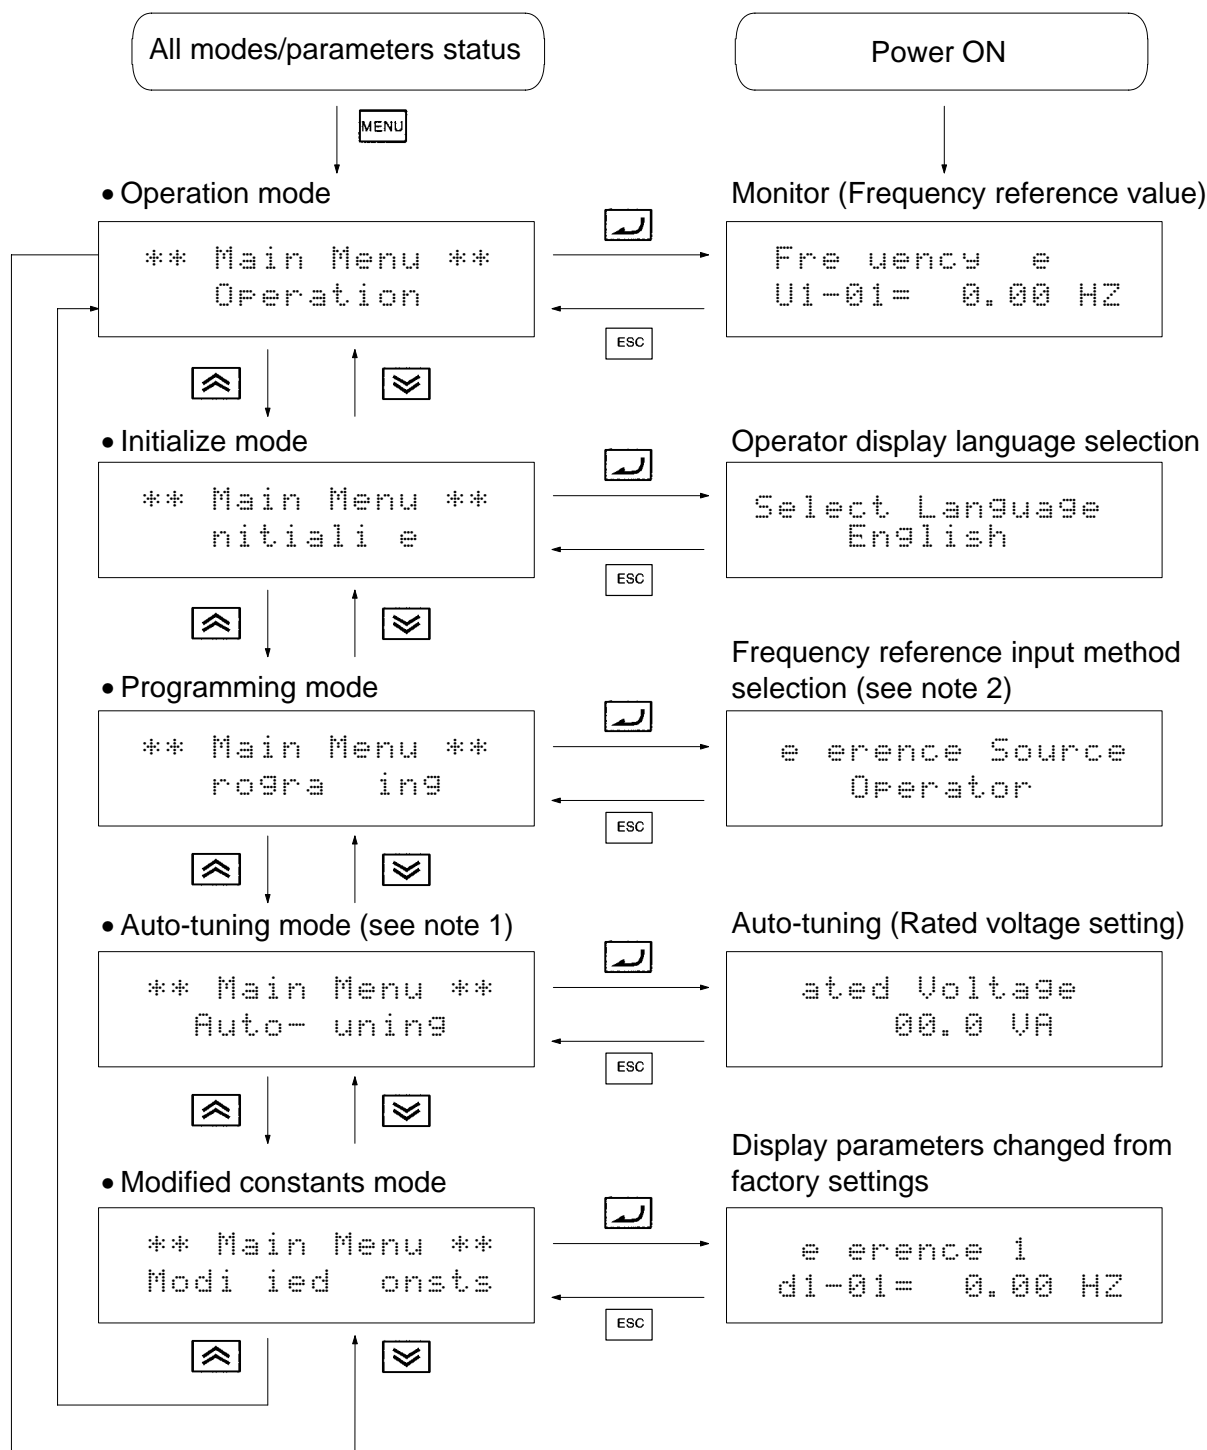 All modes/parameters status
Power ON
MENU
• Operation mode
Monitor (Frequency reference value)
** Main Menu **
Operation
Fre uency e
U1-01= 0.00 HZ
ESC
• Initialize mode
Operator display language selection
** Main Menu **
nitiali e
Select Language
English
ESC
• Programming mode
Frequency reference input method
selection (see note 2)
** Main Menu **
rogra ing
e erence Source
Operator
ESC
• Auto-tuning mode (see note 1)
Auto-tuning (Rated voltage setting)
** Main Menu **
Auto- uning
ated Voltage
00.0 VA
ESC
• Modified constants mode
Display parameters changed from
factory settings
** Main Menu **
Modi ied onsts
e erence 1
d1-01= 0.00 HZ
ESC